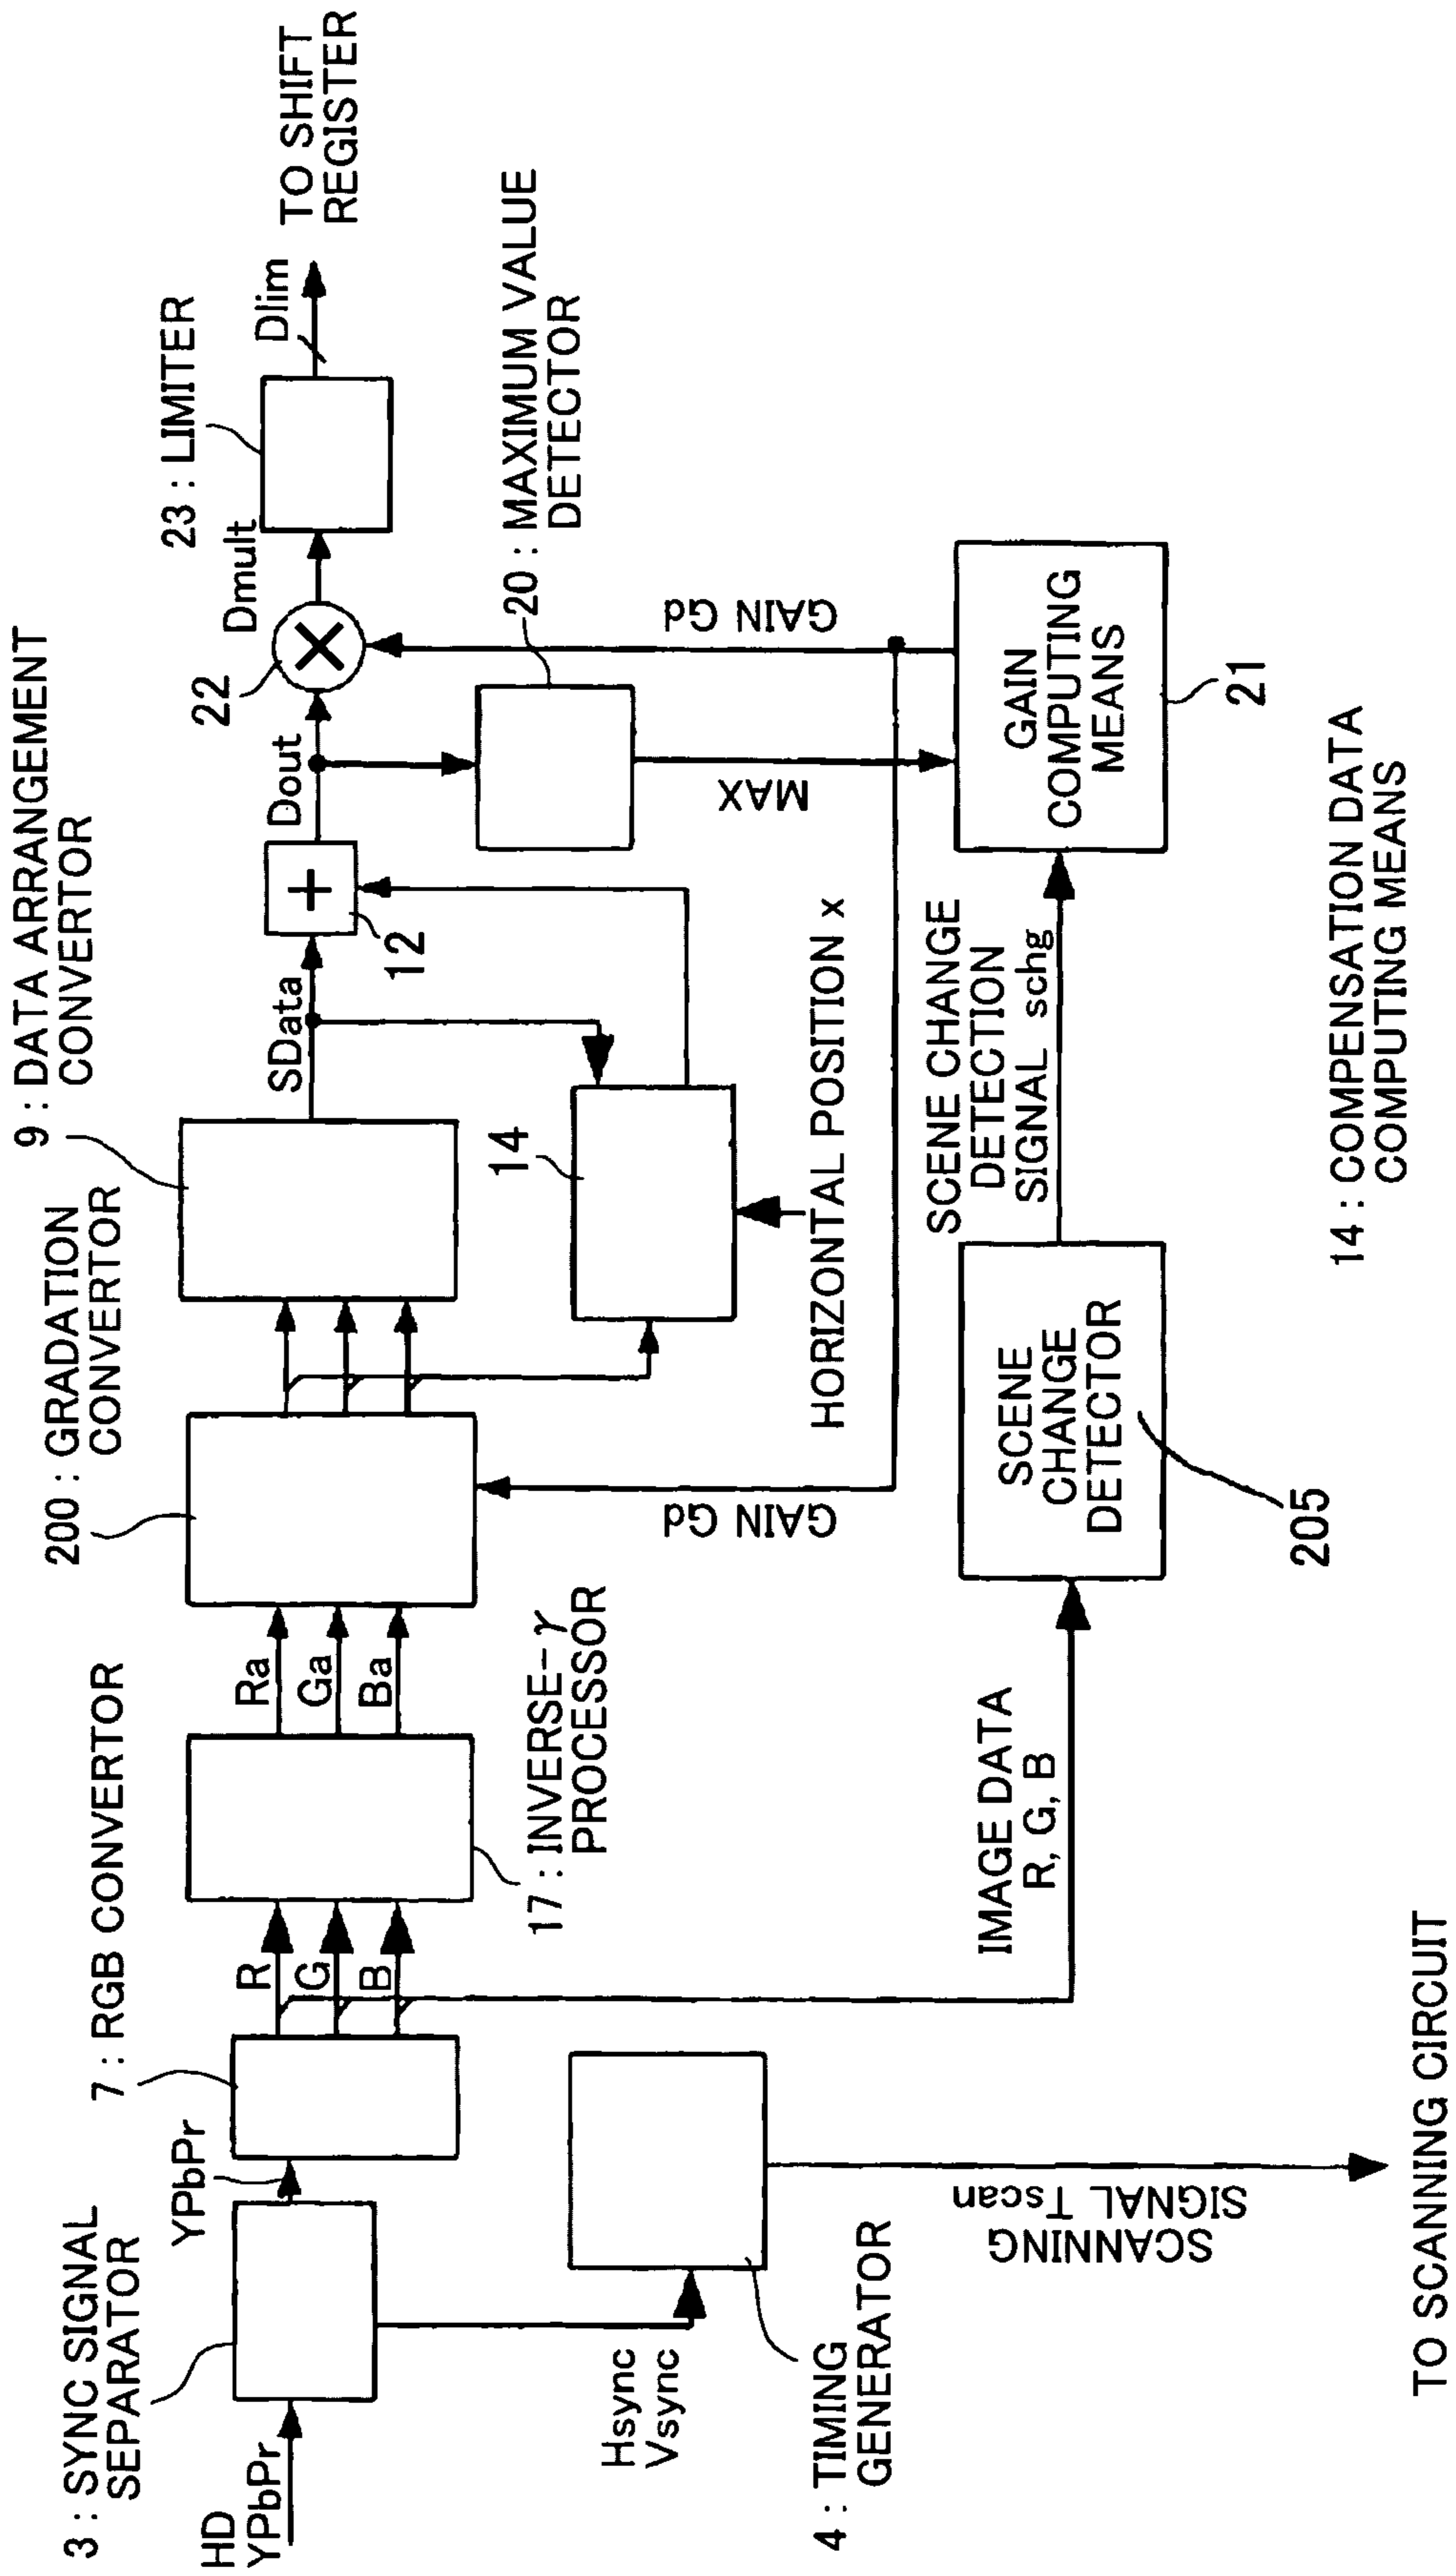 3 : SYNC SIGNAL
SEPARATOR
HD
YPbPr
YPbPr
7 : RGB CONVERTOR
R
G
B
17 : INVERSE-γ
PROCESSOR
Ra
Ga
Ba
200 : GRADATION
CONVERTOR
9 : DATA ARRANGEMENT
CONVERTOR
SData
12
+
Dout
22
×
Dmult
23 : LIMITER
Dlim
TO SHIFT
REGISTER
20 : MAXIMUM VALUE
DETECTOR
14
HORIZONTAL POSITION x
MAX
GAIN Gd
GAIN Gd
Hsync
Vsync
4 : TIMING
GENERATOR
SCANNING
SIGNAL Tscan
TO SCANNING CIRCUIT
IMAGE DATA
R, G, B
SCENE
CHANGE
DETECTOR
205
SCENE CHANGE
DETECTION
SIGNAL schg
GAIN
COMPUTING
MEANS
21
14 : COMPENSATION DATA
COMPUTING MEANS